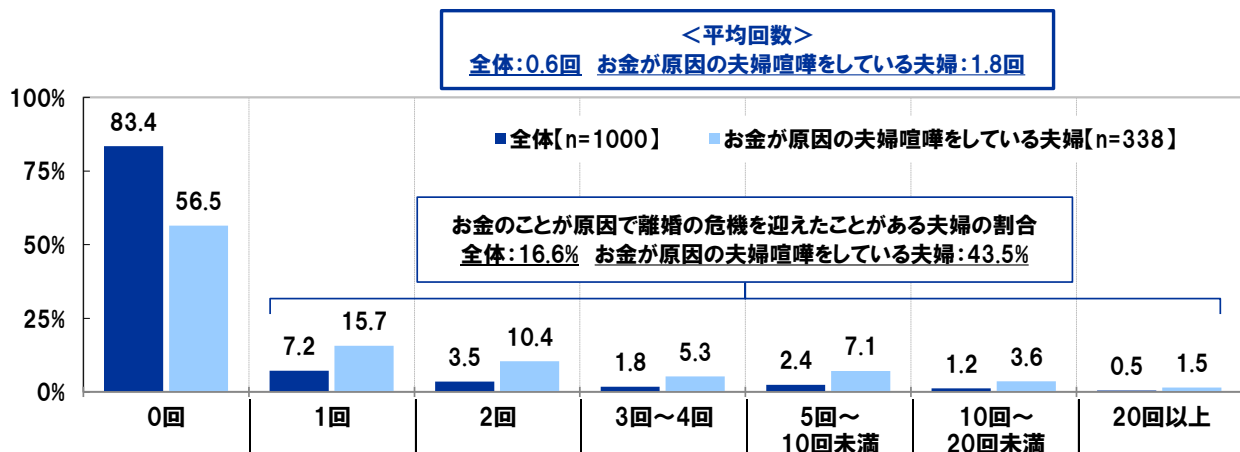 ＜平均回数＞
全体：0.6回 お金が原因の夫婦喧嘩をしている夫婦：1.8回
100%
75%
50%
25%
0%
■全体【n=1000】 ■お金が原因の夫婦喧嘩をしている夫婦【n=338】
お金のことが原因で離婚の危機を迎えたことがある夫婦の割合
全体：16.6% お金が原因の夫婦喧嘩をしている夫婦：43.5%
83.4 56.5
7.2 15.7
3.5 10.4
1.8 5.3
2.4 7.1
1.2 3.6
0.5 1.5
0回
1回
2回
3回～4回
5回～
10回未満
10回～
20回未満
20回以上